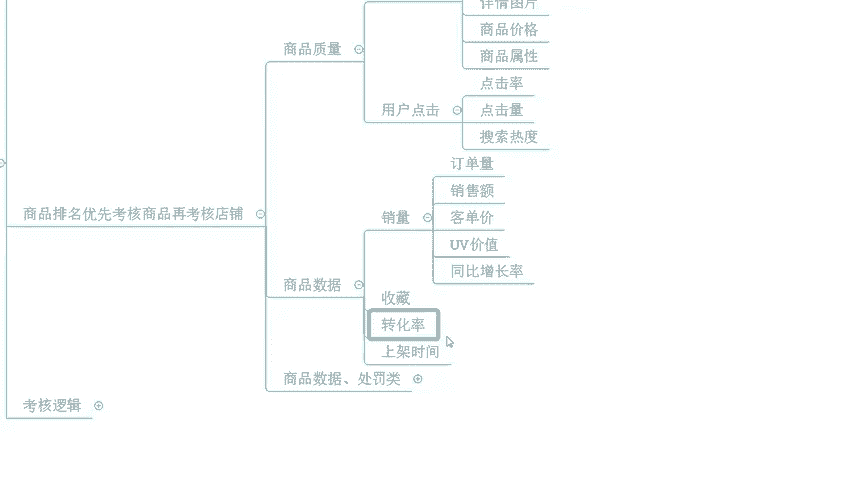 详情图片
商品价格
商品质量
商品属性
点击率
用户点击
点击量
搜索热度
订单量
销售额
商品排名优先考核商品再考核店铺
销量
客单价
UV价值
同比增长率
商品数据
收藏
转化率
上架时间
商品数据、处罚类
考核逻辑